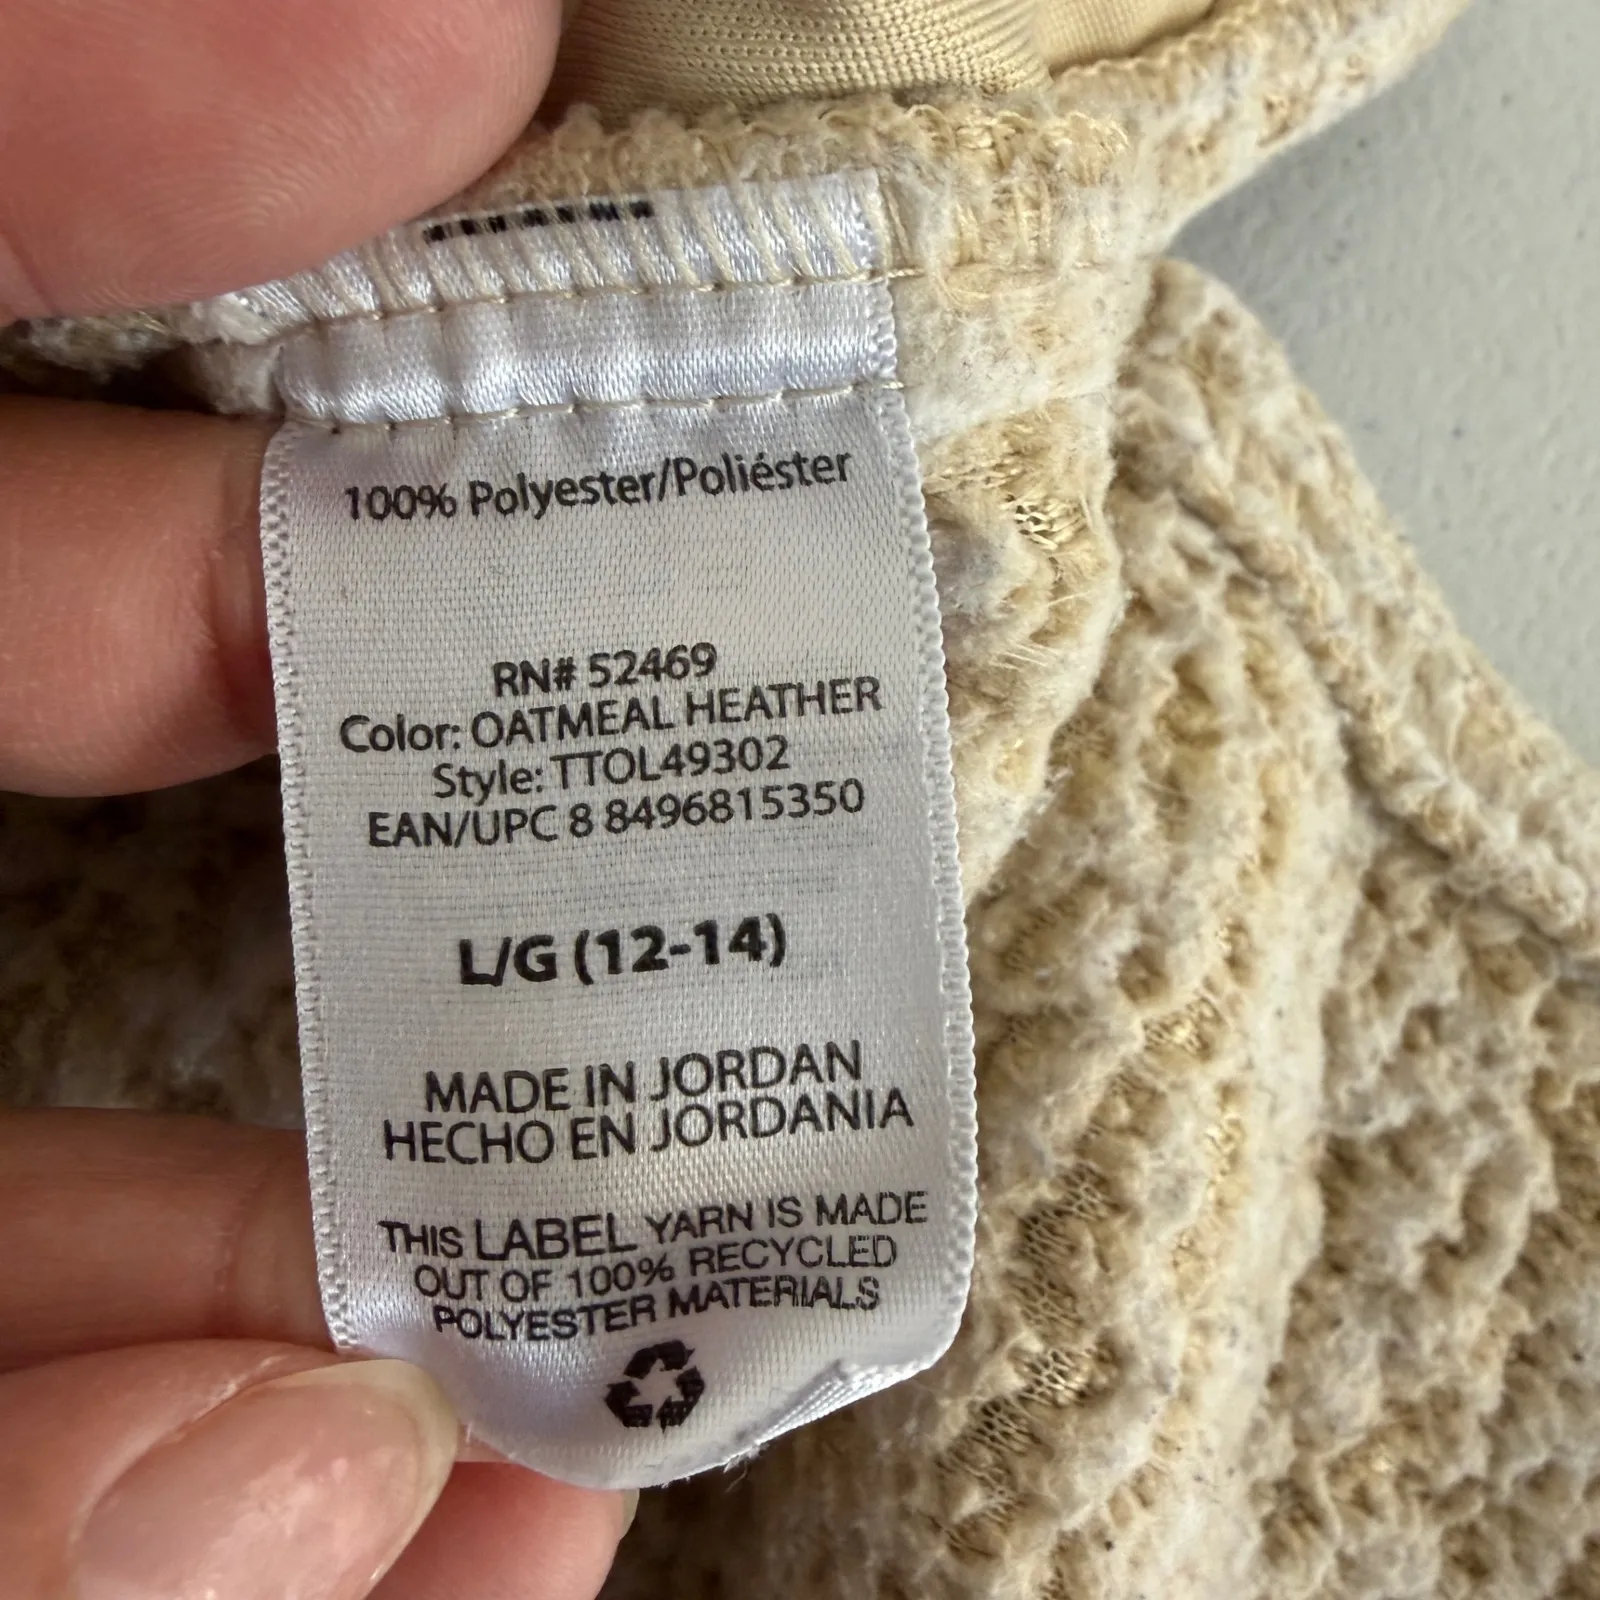 100% Polyester/Poliéster
RN# 52469
Color: OATMEAL HEATHER
Style: TTOL49302
EAN/UPC 8 8496815350
L/G (12-14)
MADE IN JORDAN
HECHO EN JORDANIA
THIS LABEL YARN IS MADE
OUT OF 100% RECYCLED
POLYESTER MATERIALS